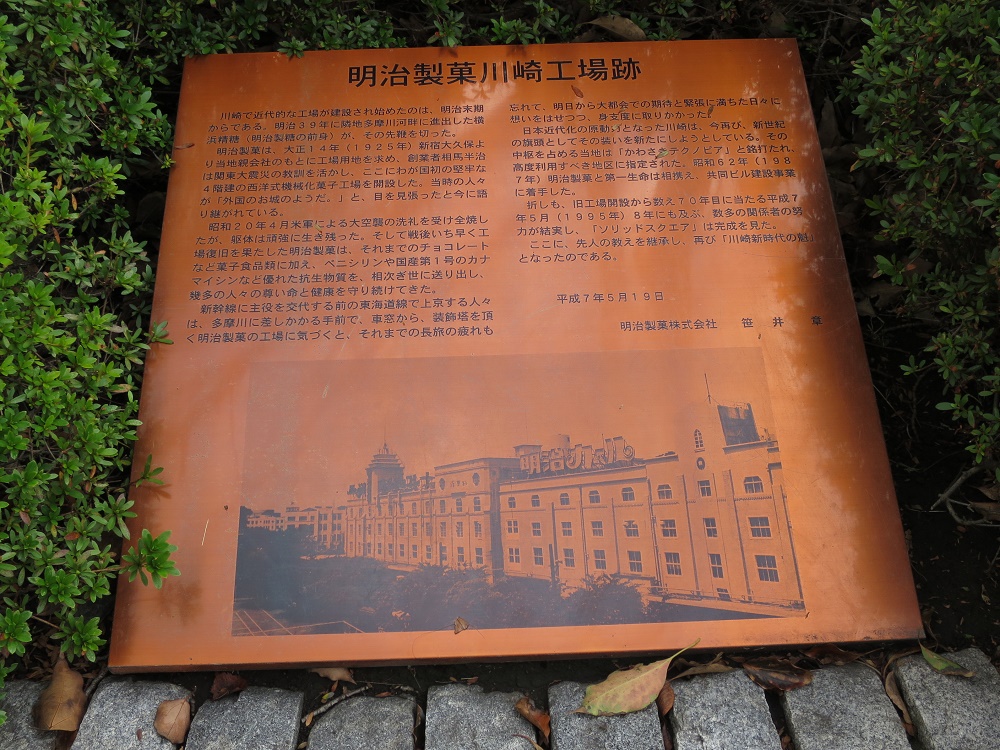 明治製菓川崎工場跡
川崎で近代的な工場が建設され始めたのは、明治末期
からである。明治39年に隣地多摩川河畔に進出した横
浜精糖（明治製糖の前身）が、その先鞭を切った。
明治製菓は、大正14年（1925年）新宿大久保よ
り当地親会社のもとに工場用地を求め、創業者相馬半治
は関東大震災の教訓を活かし、ここにわが国初の堅牢な
4階建の西洋式機械化菓子工場を開設した。当時の人々
が「外国のお城のようだ。」と、目を見張ったと今に語
り継がれている。
昭和20年4月米軍による大空襲の洗礼を受け全焼し
たが、躯体は頑強に生き残った。そして戦後いち早く工
場復旧を果たした明治製菓は、それまでのチョコレート
など菓子食品類に加え、ペニシリンや国産第1号のカナ
マイシンなど優れた抗生物質を、相次ぎ世に送り出し、
幾多の人々の尊い命と健康を守り続けてきた。
新幹線に主役を交代する前の東海道線で上京する人々
は、多摩川に差しかかる手前で、車窓から、装飾塔を頂
く明治製菓の工場に気づくと、それまでの長旅の疲れも
忘れて、明日から大都会での期待と緊張に満ちた日々に
想いをはせつつ、身支度に取りかかった。
日本近代化の原動力となった川崎は、今再び、新世紀
の旗頭としてその装いを新たにしようとしている。その
中枢を占める当地は「かわさきテクノピア」と銘打たれ、
高度利用すべき地区に指定された。昭和62年（198
7年）明治製菓と第一生命は相携え、共同ビル建設事業
に着手した。
折しも、旧工場開設から数え70年目に当たる平成7
年5月（1995年）8年にも及ぶ、数多の関係者の努
力が結実し、「ソリッドスクエア」は完成を見た。
ここに、先人の教えを継承し、再び「川崎新時代の魁」
となったのである。
平成7年5月19日
明治製菓株式会社 笹井 章
明治カルル